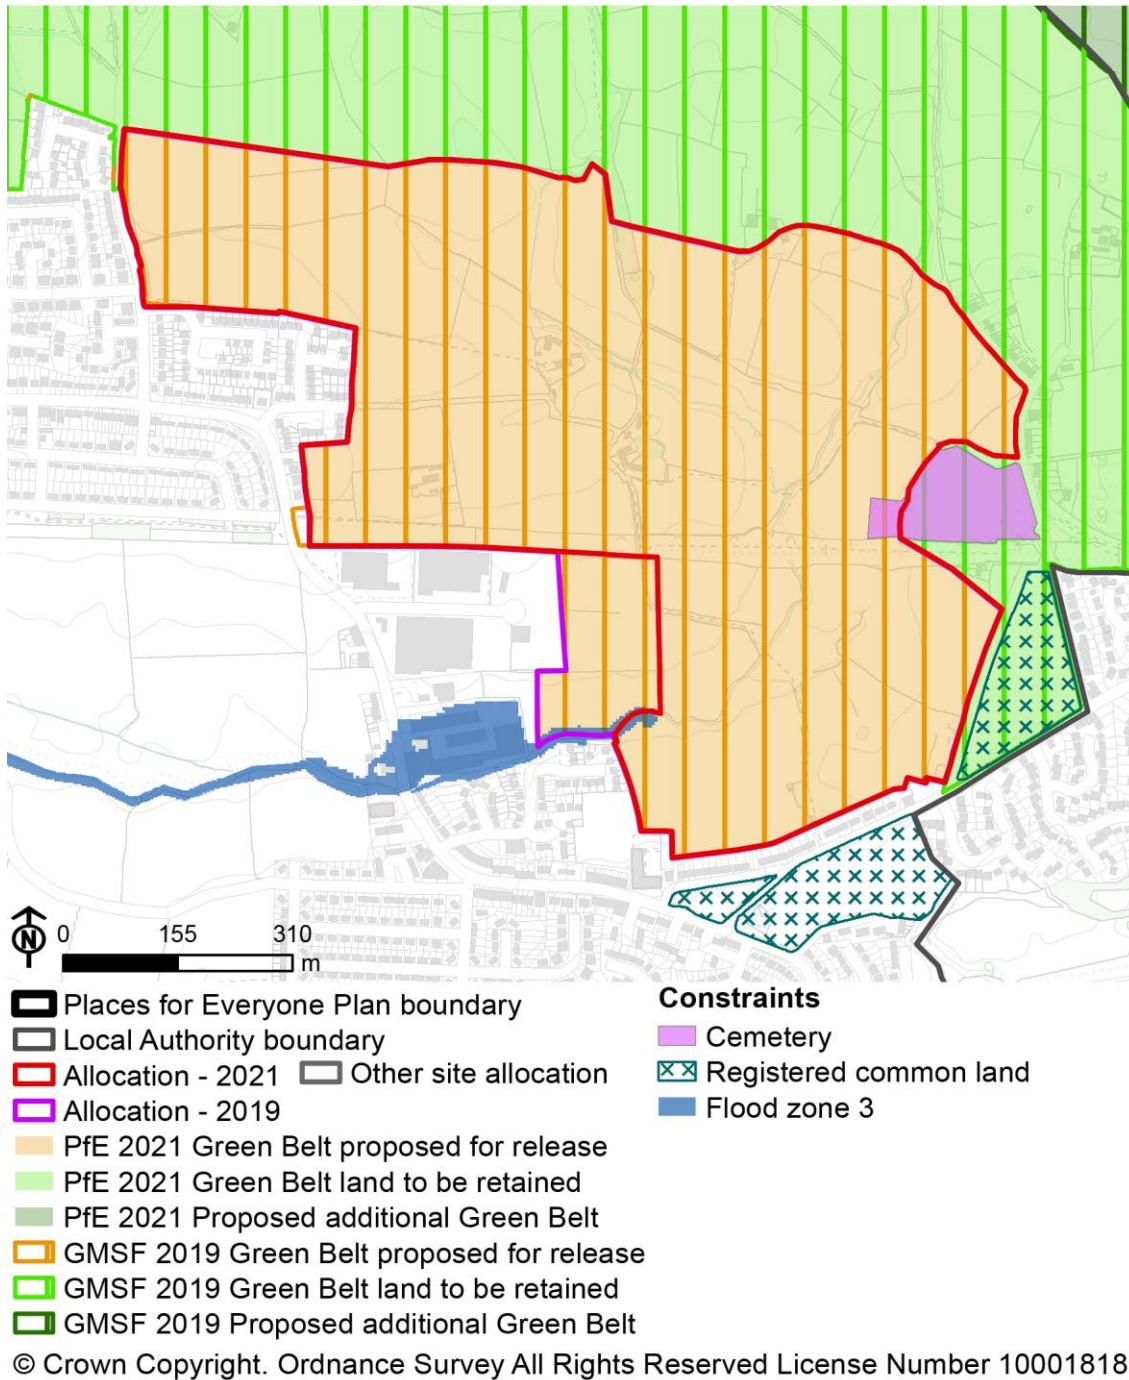 N
0 155 310
m
Places for Everyone Plan boundary
Local Authority boundary
Allocation - 2021 Other site allocation
Allocation - 2019
PfE 2021 Green Belt proposed for release
PfE 2021 Green Belt land to be retained
PfE 2021 Proposed additional Green Belt
GMSF 2019 Green Belt proposed for release
GMSF 2019 Green Belt land to be retained
GMSF 2019 Proposed additional Green Belt
Constraints
Cemetery
Registered common land
Flood zone 3
© Crown Copyright. Ordnance Survey All Rights Reserved License Number 10001818